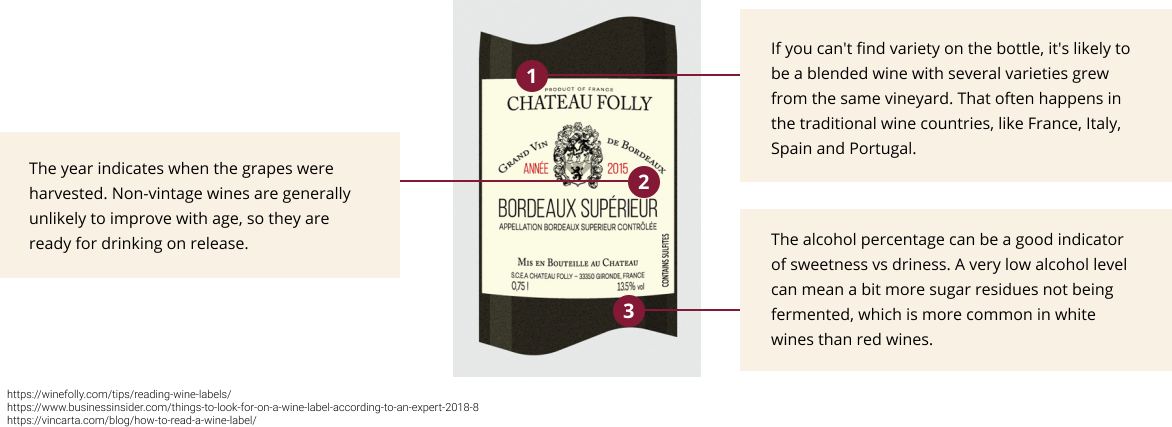 The year indicates when the grapes were
harvested. Non-vintage wines are generally
unlikely to improve with age, so they are
ready for drinking on release.
1
PRODUCT OF FRANCE
CHATEAU FOLLY
GRAND VIN DE BORDEAUX
ANNÉE 2015
2
BORDEAUX SUPÉRIEUR
APPELLATION BORDEAUX SUPERIEUR CONTRÔLÉE
CONTAINS SULFITES
MIS EN BOUTEILLE AU CHATEAU
S.C.E.A CHATEAU FOLLY – 33350 GIRONDE, FRANCE
0,75 l 13.5% vol
3
If you can't find variety on the bottle, it's likely to
be a blended wine with several varieties grew
from the same vineyard. That often happens in
the traditional wine countries, like France, Italy,
Spain and Portugal.
The alcohol percentage can be a good indicator
of sweetness vs driness. A very low alcohol level
can mean a bit more sugar residues not being
fermented, which is more common in white
wines than red wines.
https://winefolly.com/tips/reading-wine-labels/
https://www.businessinsider.com/things-to-look-for-on-a-wine-label-according-to-an-expert-2018-8
https://vincarta.com/blog/how-to-read-a-wine-label/